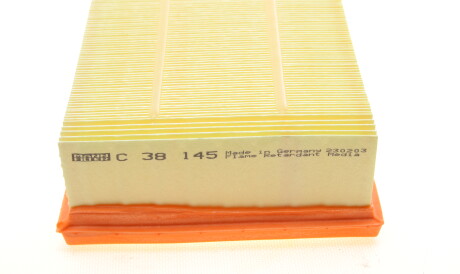 C 38 145 Made in Germany 230203
Flame Retardant Media